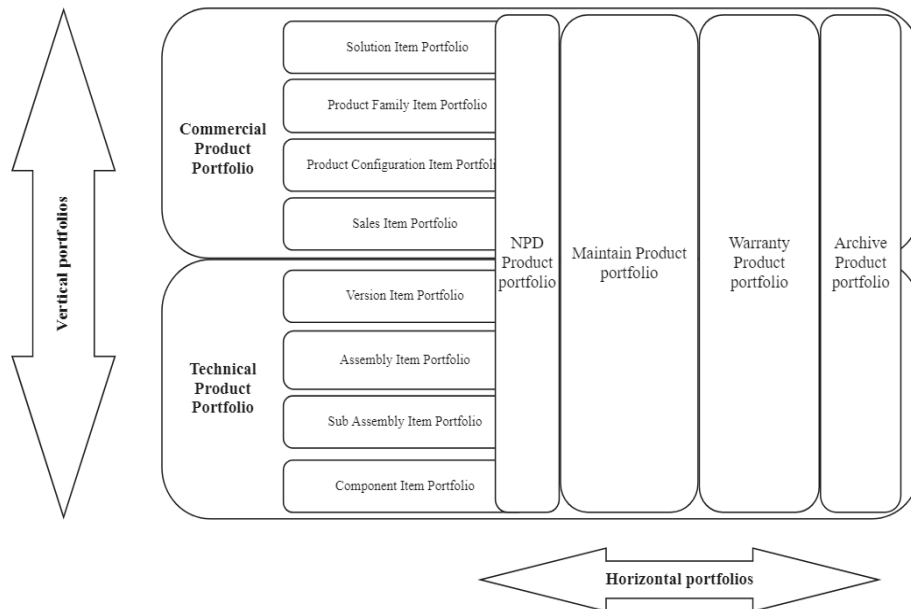 Vertical portfolios
Commercial
Product
Portfolio
Solution Item Portfolio
Product Family Item Portfolio
Product Configuration Item Portfoli
Sales Item Portfolio
Technical
Product
Portfolio
Version Item Portfolio
Assembly Item Portfolio
Sub Assembly Item Portfolio
Component Item Portfolio
NPD
Product
portfolio
Maintain Product
portfolio
Warranty
Product
portfolio
Archive
Product
portfolio
Horizontal portfolios